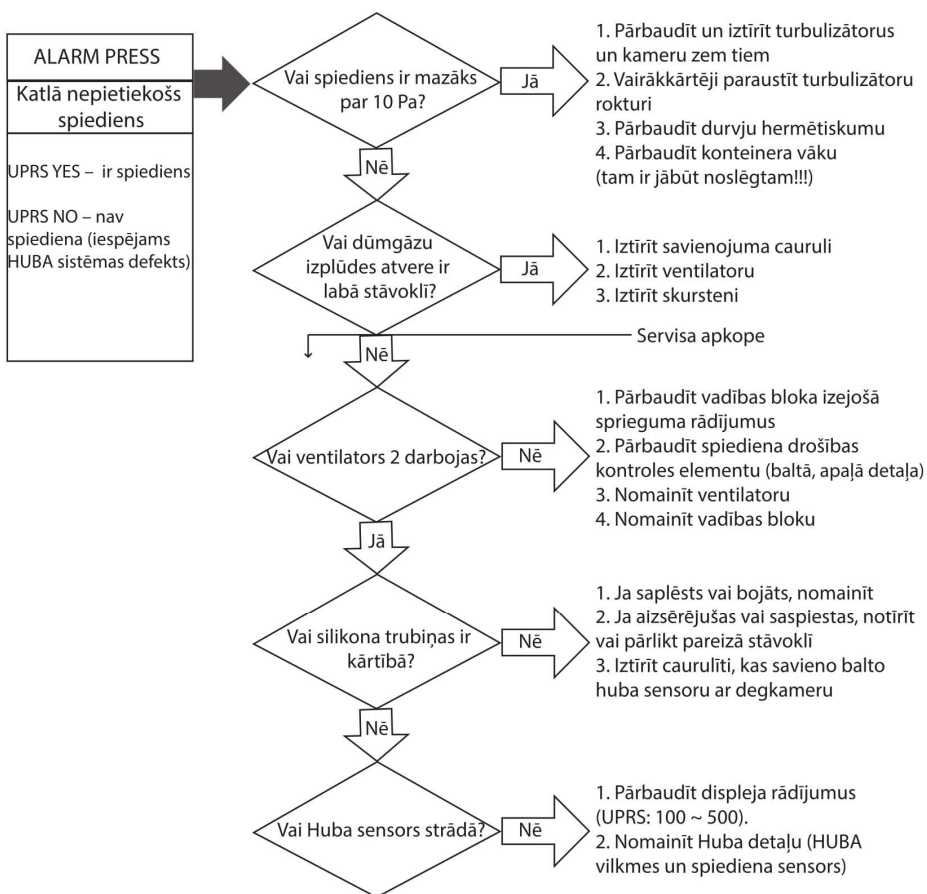 ALARM PRESS
Katlā nepietiekošs
spiediens
UPRS YES – ir spiediens
UPRS NO – nav
spiediena (iespējams
HUBA sistēmas defekts)
Vai spiediens ir mazāks
par 10 Pa?
Jā
1. Pārbaudīt un iztīrīt turbulizātorus
un kameru zem tiem
2. Vairākkārtēji paraustīt turbulizātoru
rokturi
3. Pārbaudīt durvju hermētiskumu
4. Pārbaudīt konteinera vāku
(tam ir jābūt noslēgtam!!!)
Nē
Vai dūmgāzu
izplūdes atvere ir
labā stāvoklī?
Jā
1. Iztīrīt savienojuma cauruli
2. Iztīrīt ventilatoru
3. Iztīrīt skursteni
Servisa apkope
Nē
Vai ventilators 2 darbojas?
Nē
1. Pārbaudīt vadības bloka izejošā
sprieguma rādījumus
2. Pārbaudīt spiediena drošības
kontroles elementu (baltā, apaļā detaļa)
3. Nomainīt ventilatoru
4. Nomainīt vadības bloku
Jā
Vai silikona trubiņas ir
kārtībā?
Nē
1. Ja saplēsts vai bojāts, nomainīt
2. Ja aizsērējušas vai saspiestas, notīrīt
vai pārlikt pareizā stāvoklī
3. Iztīrīt caurulīti, kas savieno balto
huba sensoru ar degkameru
Nē
Vai Huba sensors strādā?
Nē
1. Pārbaudīt displeja rādījumus
(UPRS: 100 ~ 500).
2. Nomainīt Huba detaļu (HUBA
vilkmes un spiediena sensors)